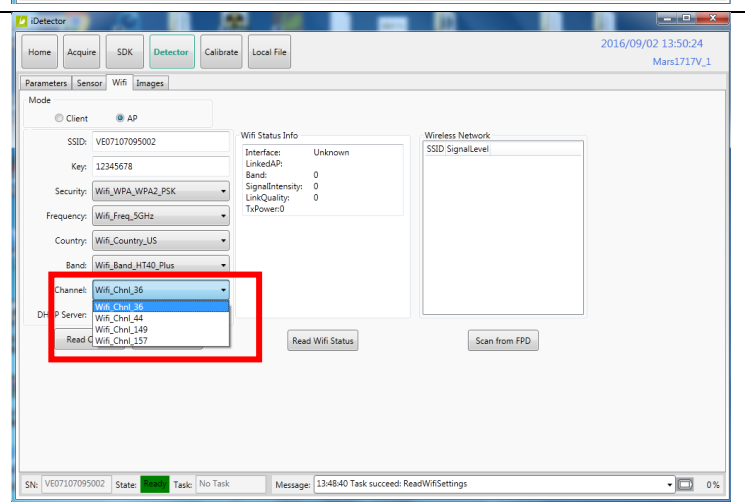 iDetector
Home Acquire SDK Detector Calibrate Local File
2016/09/02 13:50:24
Mars1717V_1
Parameters Sensor Wifi Images
Mode
Client AP
SSID: VE07107095002
Key: 12345678
Security: Wifi_WPA_WPA2_PSK
Frequency: Wifi_Freq_5GHz
Country: Wifi_Country_US
Band: Wifi_Band_HT40_Plus
Channel: Wifi_Chnl_36
Wifi_Chnl_36
Wifi_Chnl_44
Wifi_Chnl_149
Wifi_Chnl_157
Server:
Read
Wifi Status Info
Interface: Unknown
LinkedAP:
Band: 0
SignalIntensity: 0
LinkQuality: 0
TxPower:0
Read Wifi Status
Wireless Network
SSID SignalLevel
Scan from FPD
SN: VE07107095002 State: Ready Task: No Task Message: 13:48:40 Task succeed: ReadWifiSettings 0%